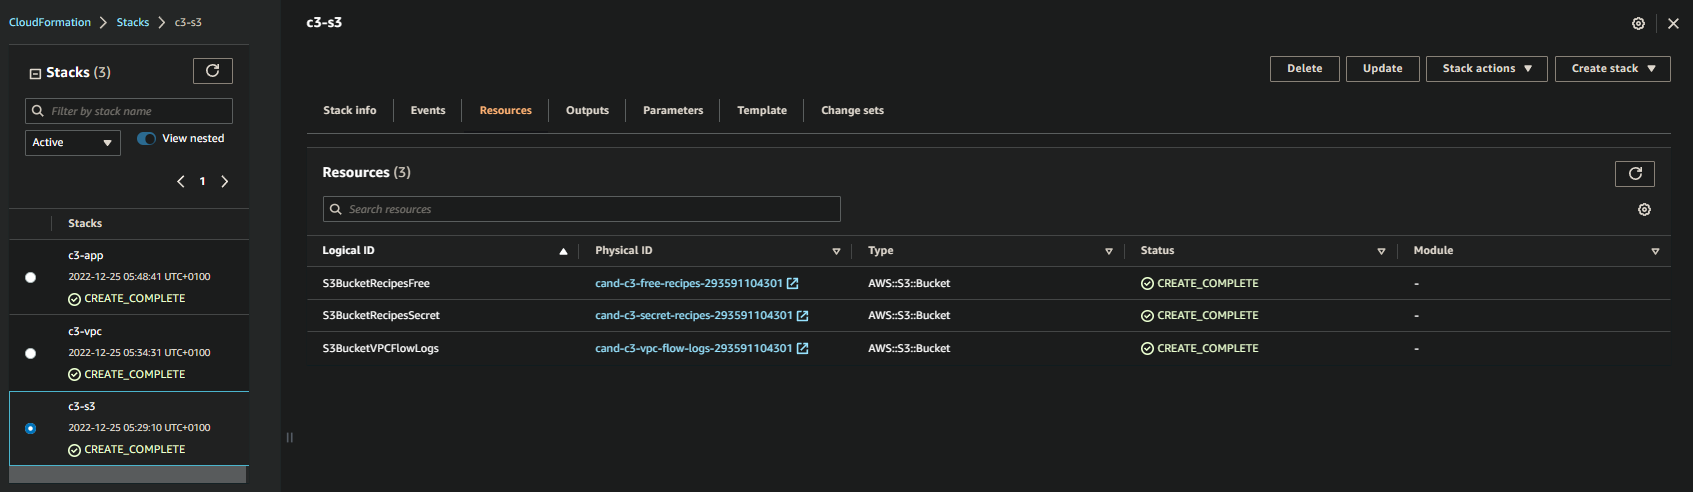 CloudFormation > Stacks > c3-s3
Stacks (3)
Filter by stack name
Active
View nested
1
Stacks
c3-app
2022-12-25 05:48:41 UTC+0100
CREATE_COMPLETE
c3-vpc
2022-12-25 05:34:31 UTC+0100
CREATE_COMPLETE
c3-s3
2022-12-25 05:29:10 UTC+0100
CREATE_COMPLETE
c3-s3
Delete Update Stack actions Create stack
Stack info Events Resources Outputs Parameters Template Change sets
Resources (3)
Search resources
Logical ID Physical ID Type Status Module
S3BucketRecipesFree cand-c3-free-recipes-293591104301 AWS::S3::Bucket CREATE_COMPLETE -
S3BucketRecipesSecret cand-c3-secret-recipes-293591104301 AWS::S3::Bucket CREATE_COMPLETE -
S3BucketVPCFlowLogs cand-c3-vpc-flow-logs-293591104301 AWS::S3::Bucket CREATE_COMPLETE -